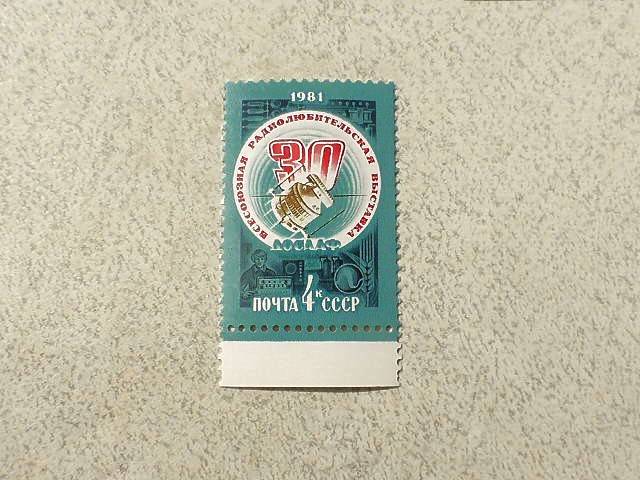 1981
ВСЕСОЮЗНАЯ РАДИОЛЮБИТЕЛЬСКАЯ ВЫСТАВКА
30
ДОСААФ
ПОЧТА 4к СССР